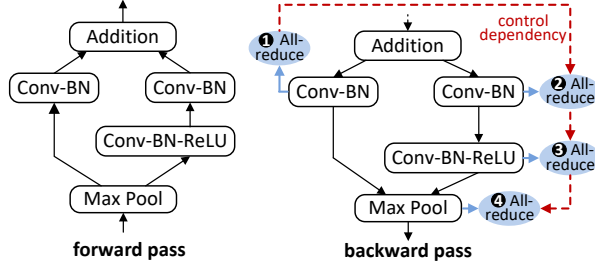 Addition
Conv-BN
Conv-BN
Conv-BN-ReLU
Max Pool
forward pass
❶ All-
reduce
control
dependency
Addition
Conv-BN
Conv-BN
❷ All-
reduce
Conv-BN-ReLU
❸ All-
reduce
Max Pool
❹ All-
reduce
backward pass